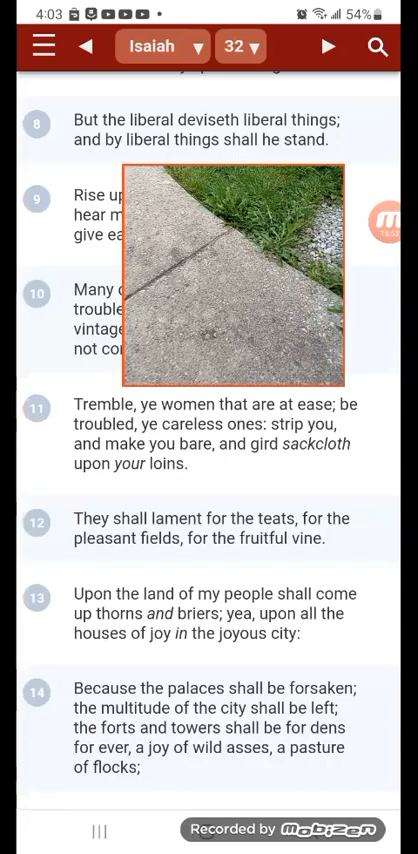 4:03 54%
Isaiah 32
8 But the liberal deviseth liberal things;
and by liberal things shall he stand.
9 Rise up
hear m
give ea
10 Many
trouble
vintage
not co
11 Tremble, ye women that are at ease; be
troubled, ye careless ones: strip you,
and make you bare, and gird sackcloth
upon your loins.
12 They shall lament for the teats, for the
pleasant fields, for the fruitful vine.
13 Upon the land of my people shall come
up thorns and briers; yea, upon all the
houses of joy in the joyous city:
14 Because the palaces shall be forsaken;
the multitude of the city shall be left;
the forts and towers shall be for dens
for ever, a joy of wild asses, a pasture
of flocks;
Recorded by mobizen